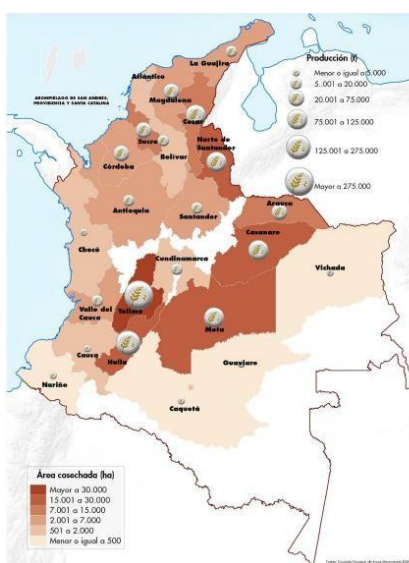 La Guajira
Atlántico
Magdalena
Cesar
ARCHIPIÉLAGO DE SAN ANDRÉS,
PROVIDENCIA Y SANTA CATALINA
Sucre
Norte de
Santander
Bolívar
Córdoba
Antioquia
Santander
Arauca
Casanare
Chocó
Cundinamarca
Vichada
Valle del
Cauca
Tolima
Meta
Cauca
Huila
Guaviare
Nariño
Caquetá
Producción (t)
Menor o igual a 5.000
5.001 a 20.000
20.001 a 75.000
75.001 a 125.000
125.001 a 275.000
Mayor a 275.000
Área cosechada (ha)
Mayor a 30.000
15.001 a 30.000
7.001 a 15.000
2.001 a 7.000
501 a 2.000
Menor o igual a 500